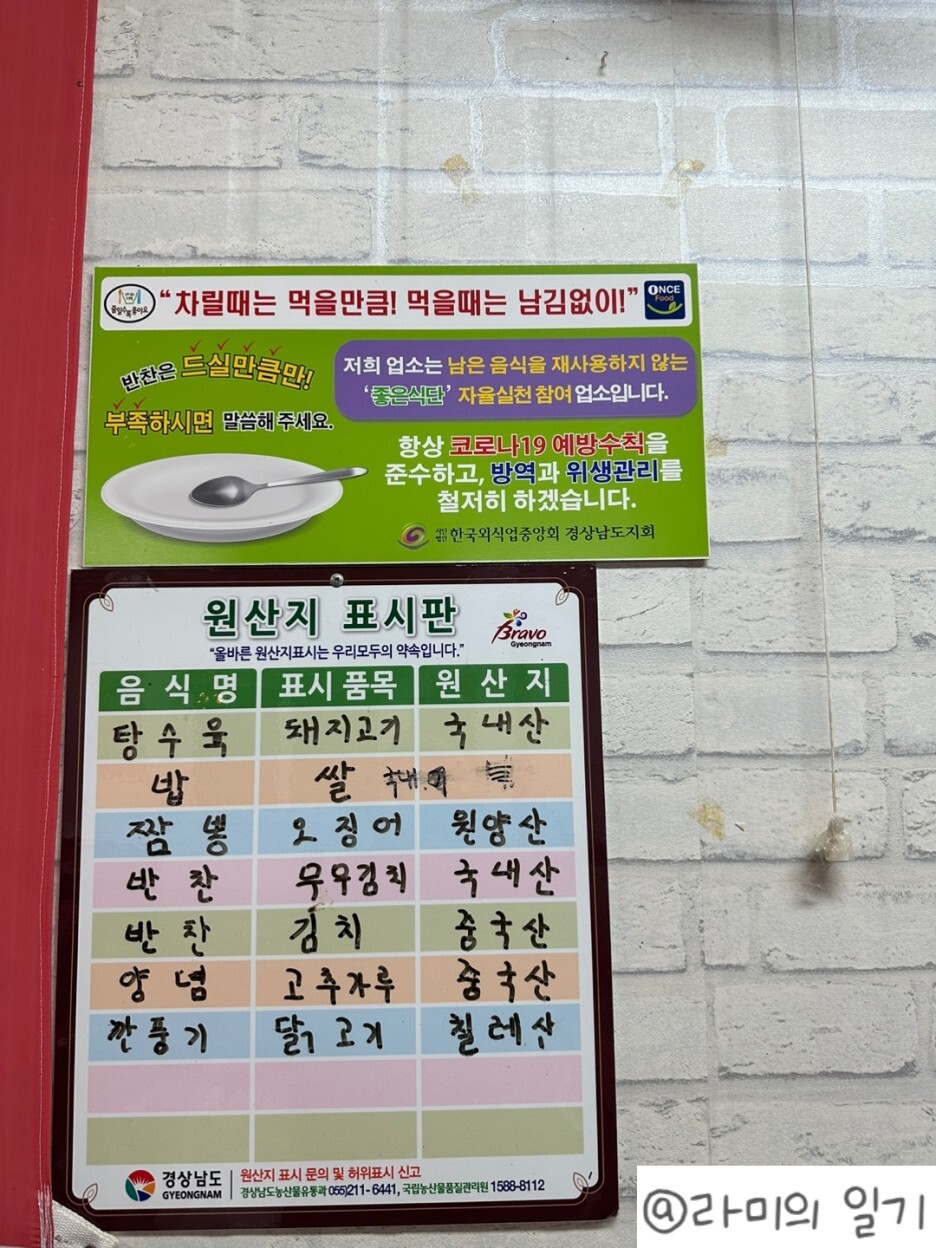 줄일수록 좋아요
“차릴때는 먹을만큼! 먹을때는 남김없이!”
ONCE
Food
반찬은 드실만큼만!
부족하시면 말씀해 주세요.
저희 업소는 남은 음식을 재사용하지 않는
‘좋은식단’ 자율실천 참여 업소입니다.
항상 코로나19 예방수칙을
준수하고, 방역과 위생관리를
철저히 하겠습니다.
사단법인 한국외식업중앙회 경상남도지회
원산지 표시판
“올바른 원산지표시는 우리모두의 약속입니다.”
Bravo
Gyeongnam
음식명 표시품목 원산지
탕수육 돼지고기 국내산
밥 쌀
짬뽕 오징어 원양산
반찬 무우김치 국내산
반찬 김치 중국산
양념 고추가루 중국산
깐풍기 닭고기 칠레산
경상남도
GYEONGNAM
원산지 표시 문의 및 허위표시 신고
경상남도농산물유통과 055)211-6441, 국립농산물품질관리원 1588-8112
@라미의 일기